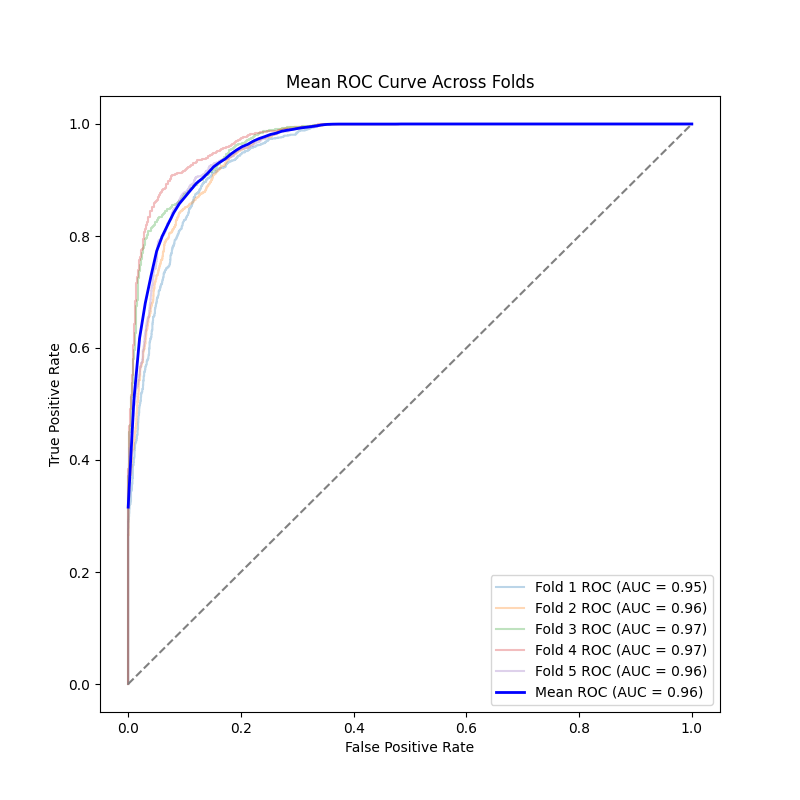 Mean ROC Curve Across Folds
True Positive Rate
1.0
0.8
0.6
0.4
0.2
0.0
0.0 0.2 0.4 0.6 0.8 1.0
False Positive Rate
Fold 1 ROC (AUC = 0.95)
Fold 2 ROC (AUC = 0.96)
Fold 3 ROC (AUC = 0.97)
Fold 4 ROC (AUC = 0.97)
Fold 5 ROC (AUC = 0.96)
Mean ROC (AUC = 0.96)